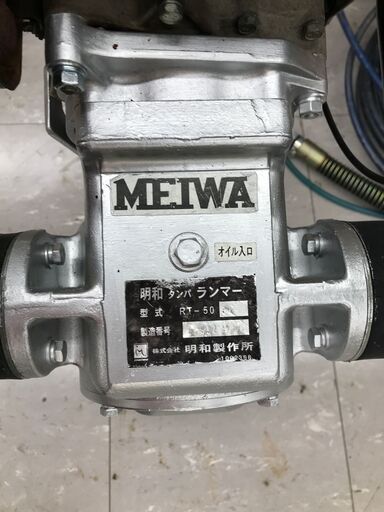 MEIWA
オイル入口
明和 タンパ ランマー
型式 RT-50
製造番号
株式会社 明和製作所